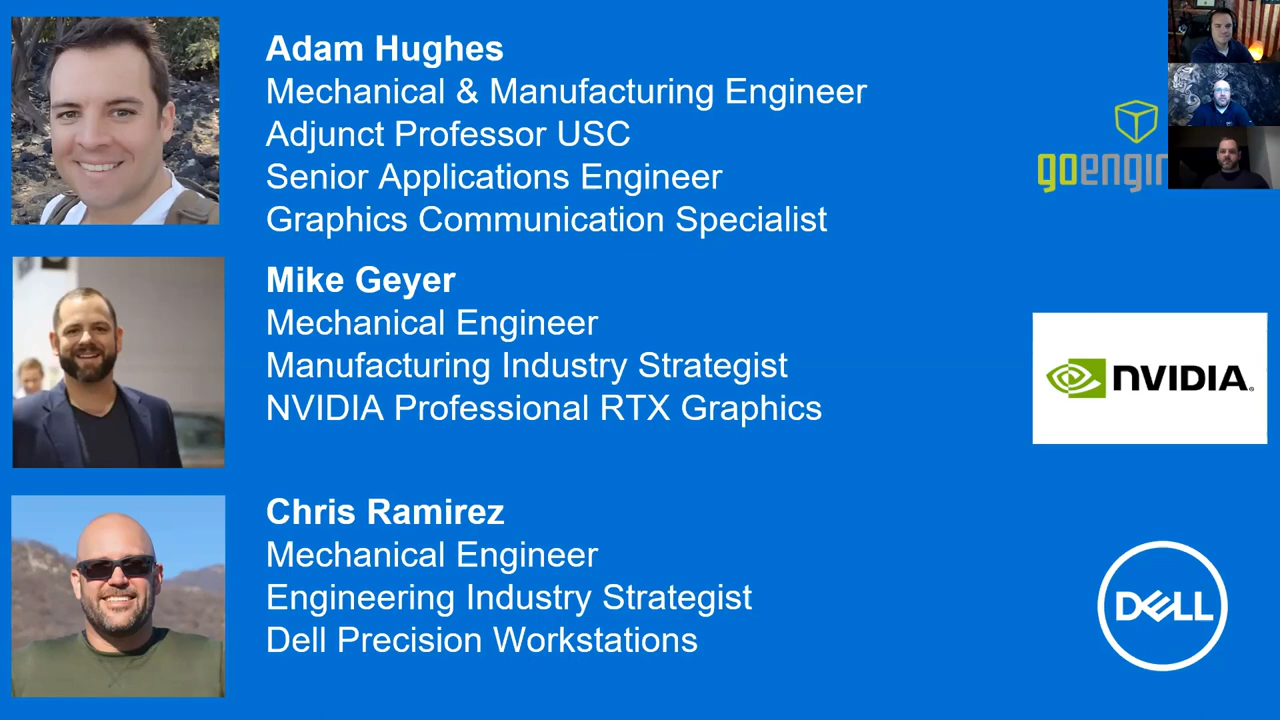 Adam Hughes
Mechanical & Manufacturing Engineer
Adjunct Professor USC
Senior Applications Engineer
Graphics Communication Specialist
goengin
Mike Geyer
Mechanical Engineer
Manufacturing Industry Strategist
NVIDIA Professional RTX Graphics
NVIDIA.
Chris Ramirez
Mechanical Engineer
Engineering Industry Strategist
Dell Precision Workstations
DELL